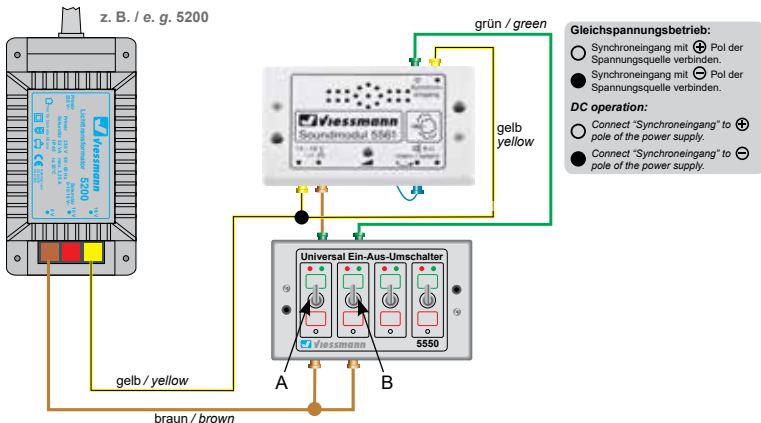 z. B. / e. g. 5200
grün / green
Gleichspannungsbetrieb:
Synchroneingang mit ⊕ Pol der
Spannungsquelle verbinden.
Synchroneingang mit ⊖ Pol der
Spannungsquelle verbinden.
DC operation:
Connect "Synchroneingang" to ⊕
pole of the power supply.
Connect "Synchroneingang" to ⊖
pole of the power supply.
Viessmann
Soundmodul 5561
gelb
yellow
Viessmann
Lichttransformator 5200
Universal Ein-Aus-Umschalter
Viessmann
5550
A
B
gelb / yellow
braun / brown